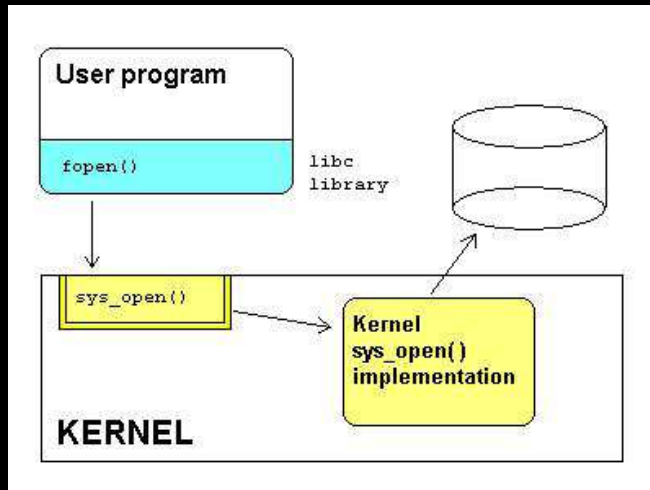 User program
fopen()
libc
library
sys_open()
Kernel
sys_open()
implementation
KERNEL